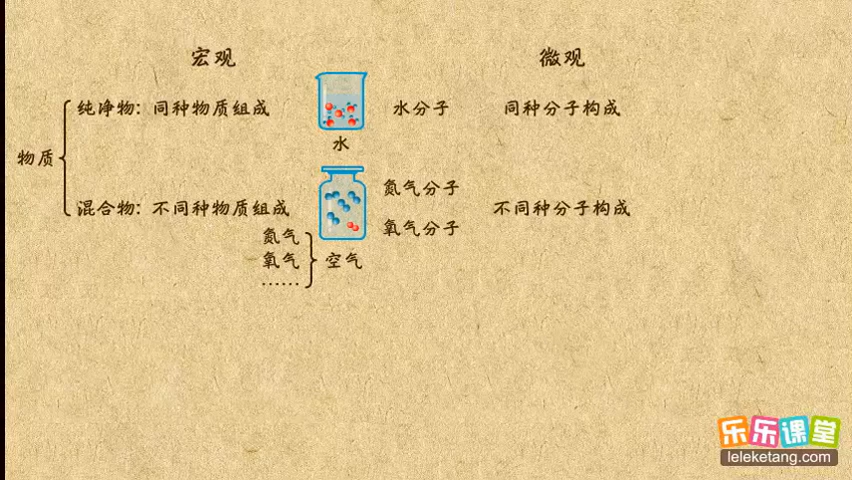 宏观
微观
纯净物：同种物质组成
水分子
同种分子构成
水
物质
混合物：不同种物质组成
氮气分子
氧气分子
不同种分子构成
氮气
氧气
……
空气
乐乐课堂
leleketang.com